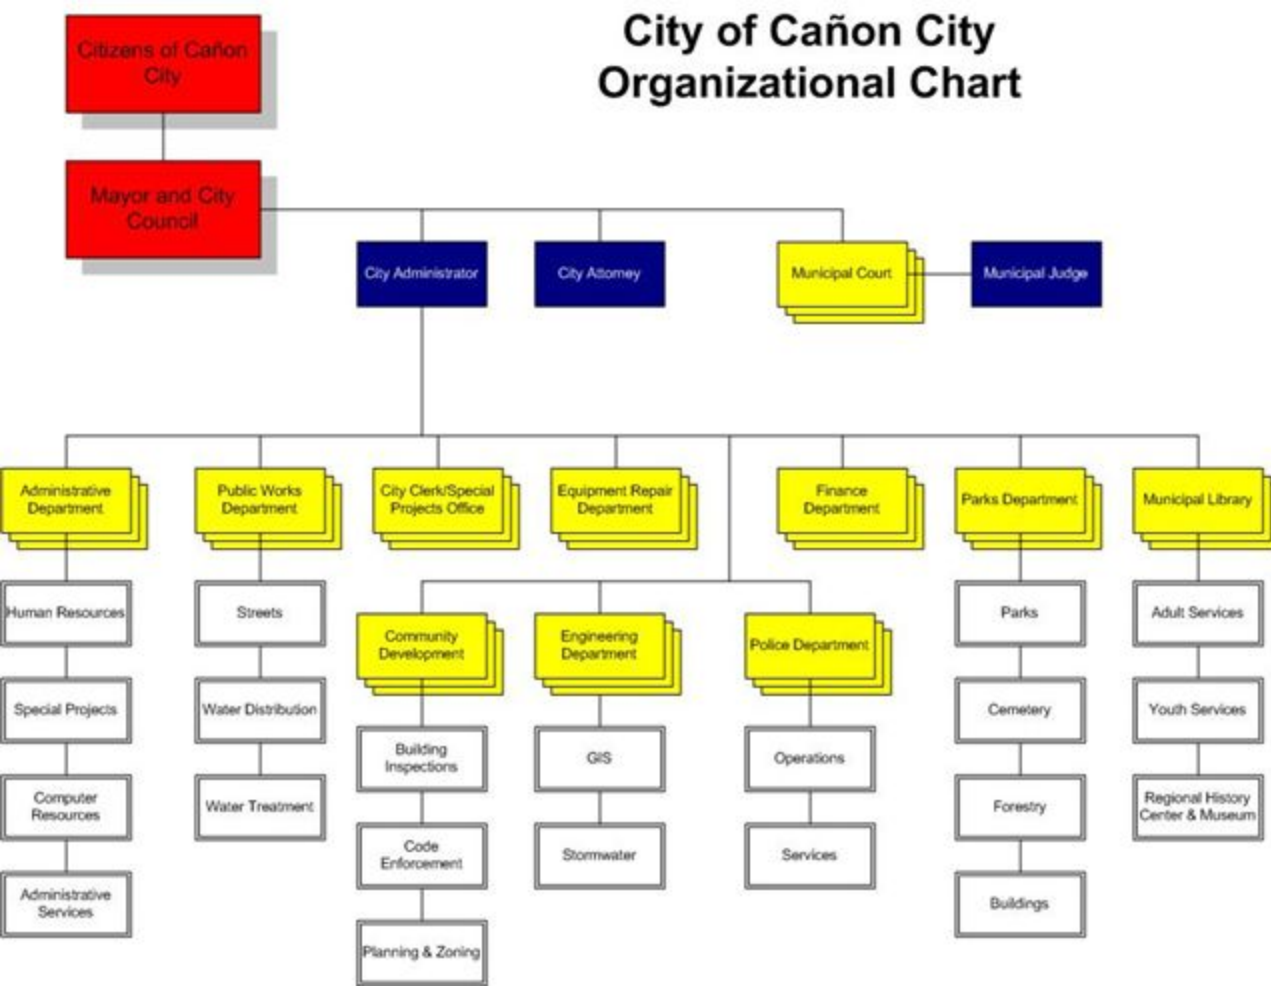 City of Cañon City
Organizational Chart
Citizens of Cañon
City
Mayor and City
Council
City Administrator
City Attorney
Municipal Court
Municipal Judge
Administrative
Department
Public Works
Department
City Clerk/Special
Projects Office
Equipment Repair
Department
Finance
Department
Parks Department
Municipal Library
Human Resources
Special Projects
Computer
Resources
Administrative
Services
Streets
Water Distribution
Water Treatment
Community
Development
Building
Inspections
Code
Enforcement
Planning & Zoning
Engineering
Department
GIS
Stormwater
Police Department
Operations
Services
Parks
Cemetery
Forestry
Buildings
Adult Services
Youth Services
Regional History
Center & Museum